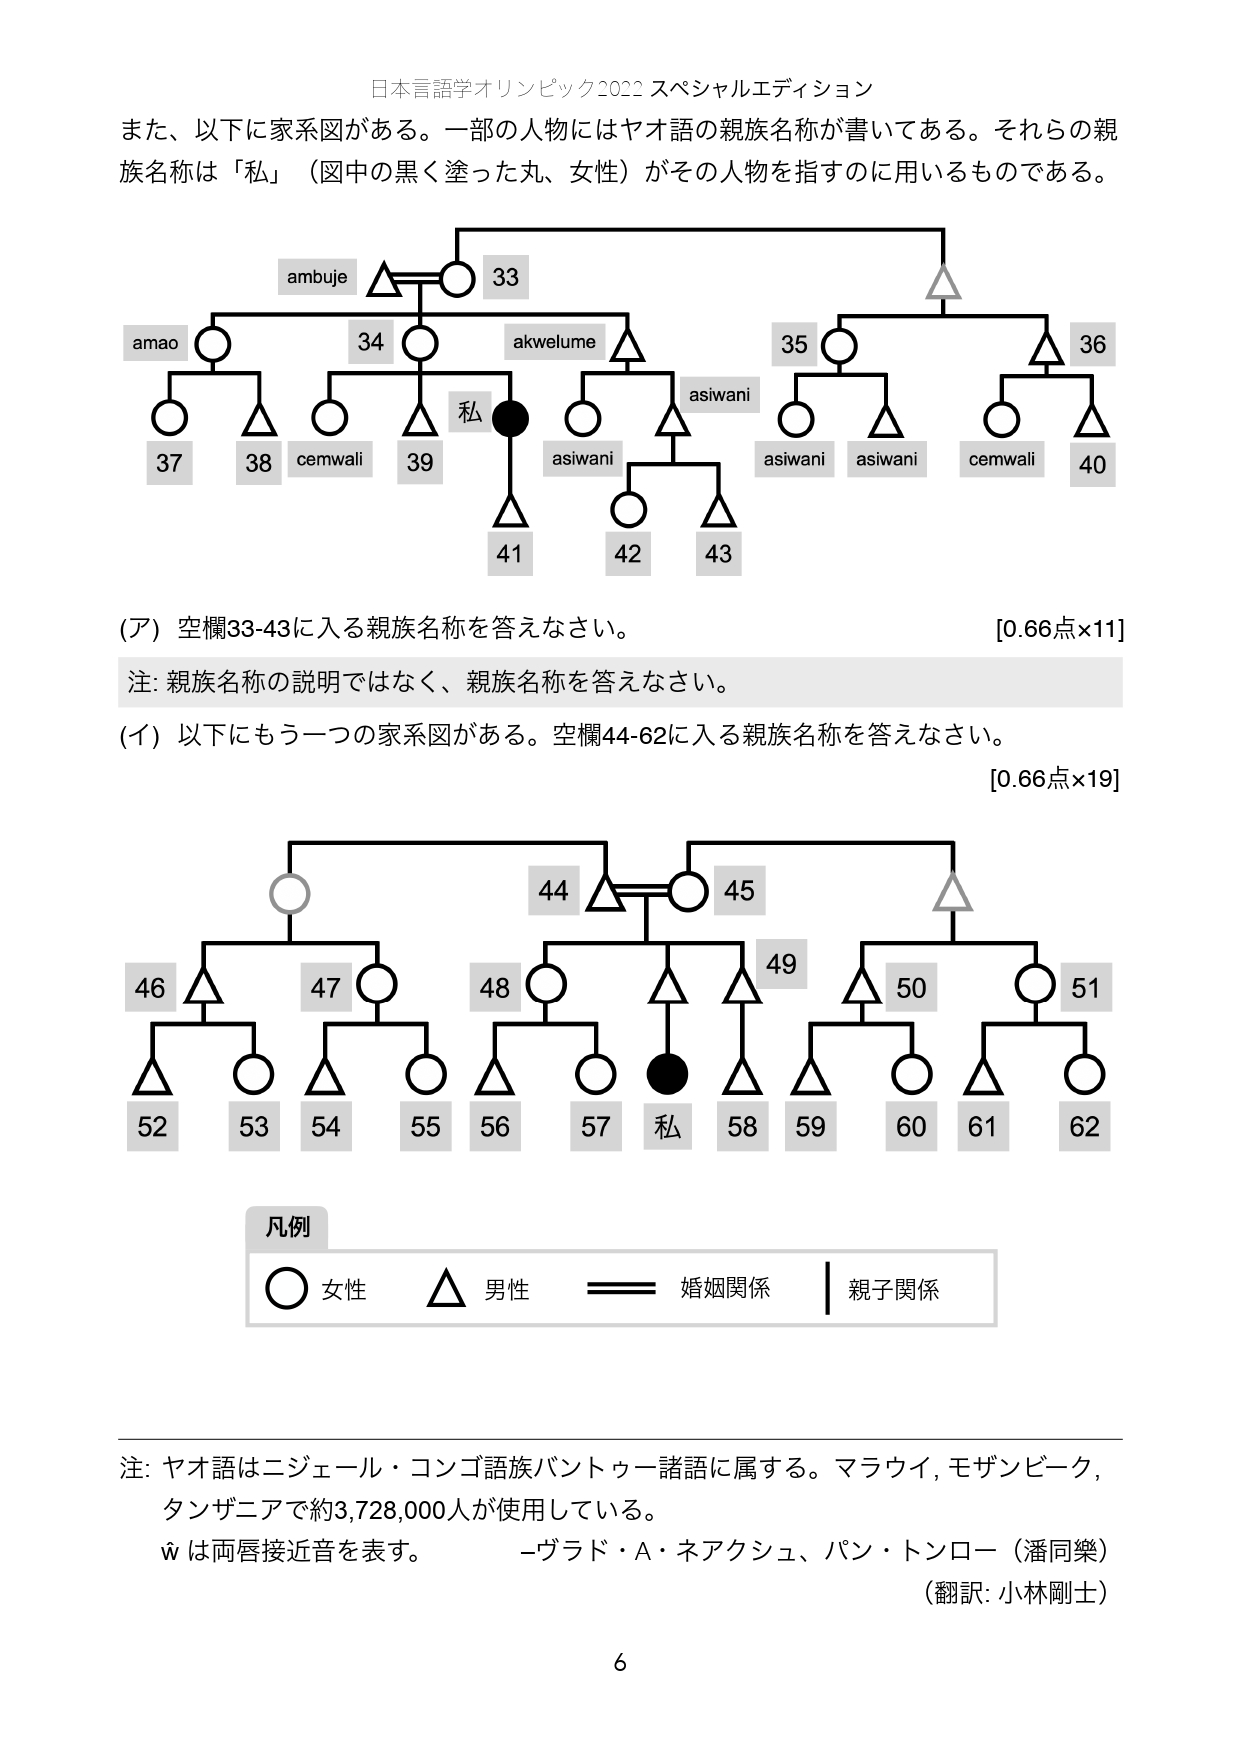 日本言語学オリンピック2022 スペシャルエディション
また、以下に家系図がある。一部の人物にはヤオ語の親族名称が書いてある。それらの親
族名称は「私」（図中の黒く塗った丸、女性）がその人物を指すのに用いるものである。
ambuje
33
amao
34
akwelume
35
36
asiwani
私
37
38
cemwali
39
asiwani
asiwani
asiwani
cemwali
40
41
42
43
(ア) 空欄33-43に入る親族名称を答えなさい。 [0.66点×11]
注: 親族名称の説明ではなく、親族名称を答えなさい。
(イ) 以下にもう一つの家系図がある。空欄44-62に入る親族名称を答えなさい。
[0.66点×19]
44
45
46
47
48
49
50
51
52
53
54
55
56
57
私
58
59
60
61
62
凡例
女性 男性 婚姻関係 親子関係
注: ヤオ語はニジェール・コンゴ語族バントゥー諸語に属する。マラウイ, モザンビーク,
タンザニアで約3,728,000人が使用している。
ŵ は両唇接近音を表す。 –ヴラド・A・ネアクシュ、パン・トンロー（潘同樂）
（翻訳: 小林剛士）
6